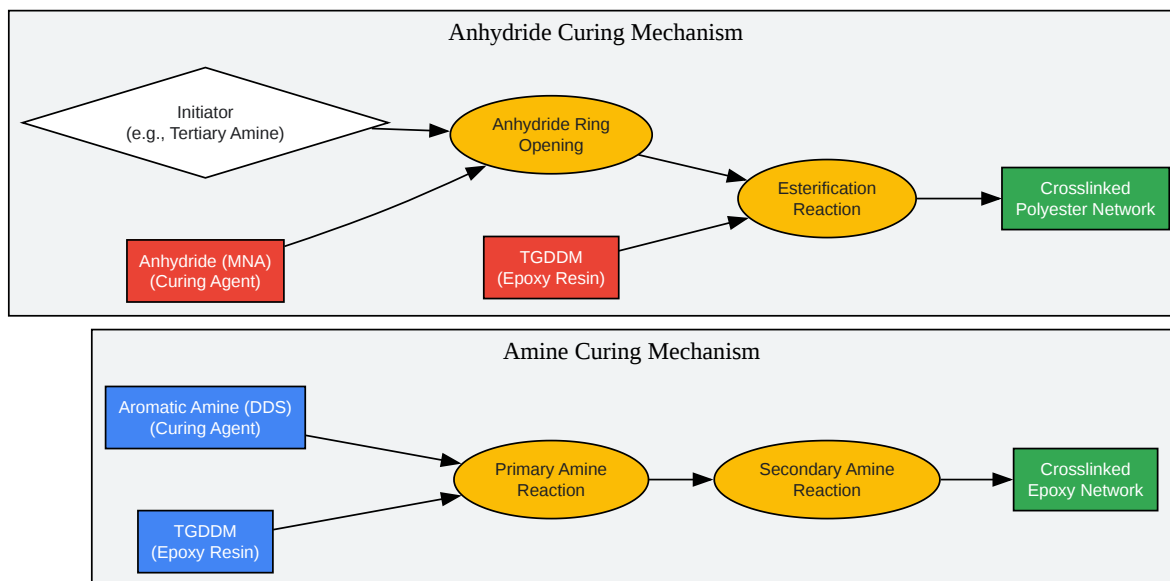 Anhydride Curing Mechanism
Initiator
(e.g., Tertiary Amine)
Anhydride Ring
Opening
Esterification
Reaction
Crosslinked
Polyester Network
Anhydride (MNA)
(Curing Agent)
TGDDM
(Epoxy Resin)
Amine Curing Mechanism
Aromatic Amine (DDS)
(Curing Agent)
Primary Amine
Reaction
Secondary Amine
Reaction
Crosslinked
Epoxy Network
TGDDM
(Epoxy Resin)